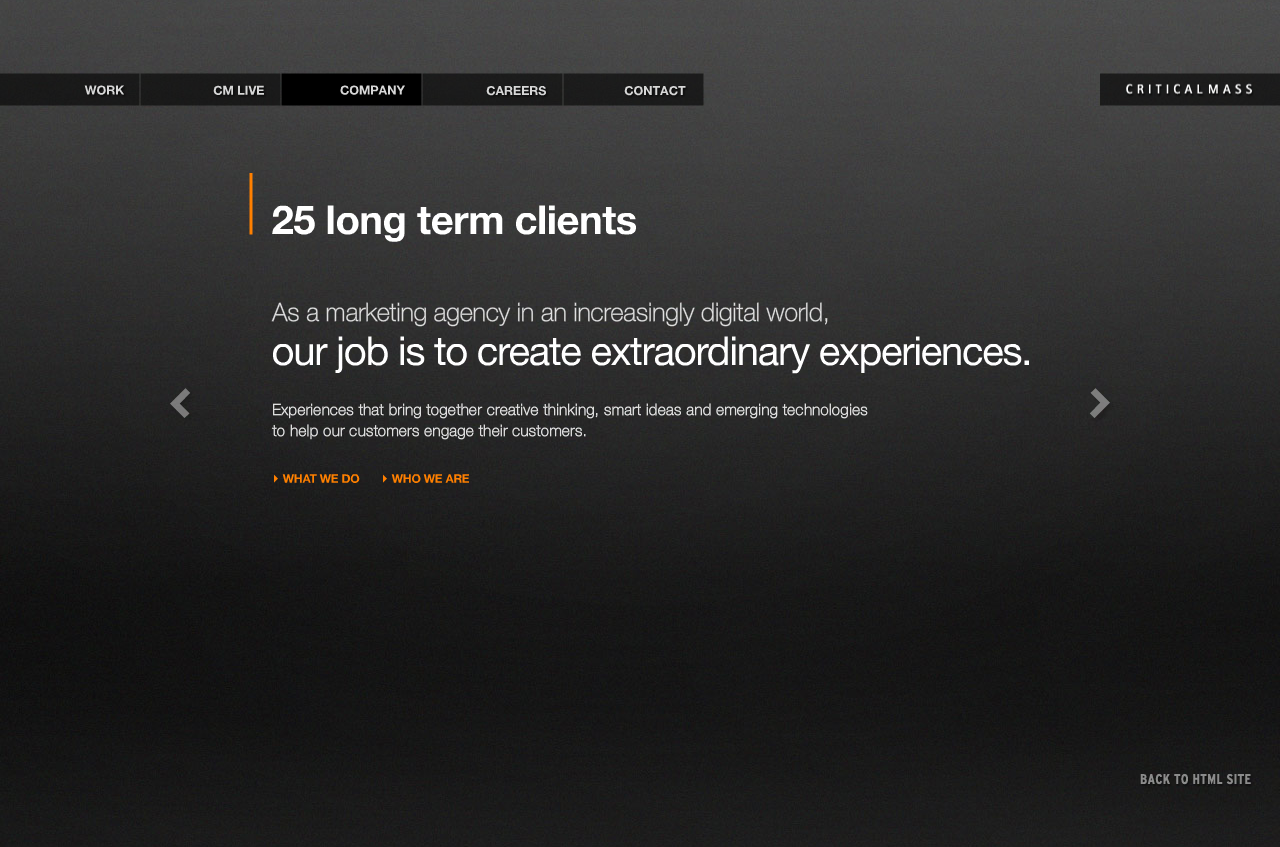 WORK
CM LIVE
COMPANY
CAREERS
CONTACT
CRITICALMASS
25 long term clients
As a marketing agency in an increasingly digital world,
our job is to create extraordinary experiences.
Experiences that bring together creative thinking, smart ideas and emerging technologies
to help our customers engage their customers.
WHAT WE DO
WHO WE ARE
BACK TO HTML SITE